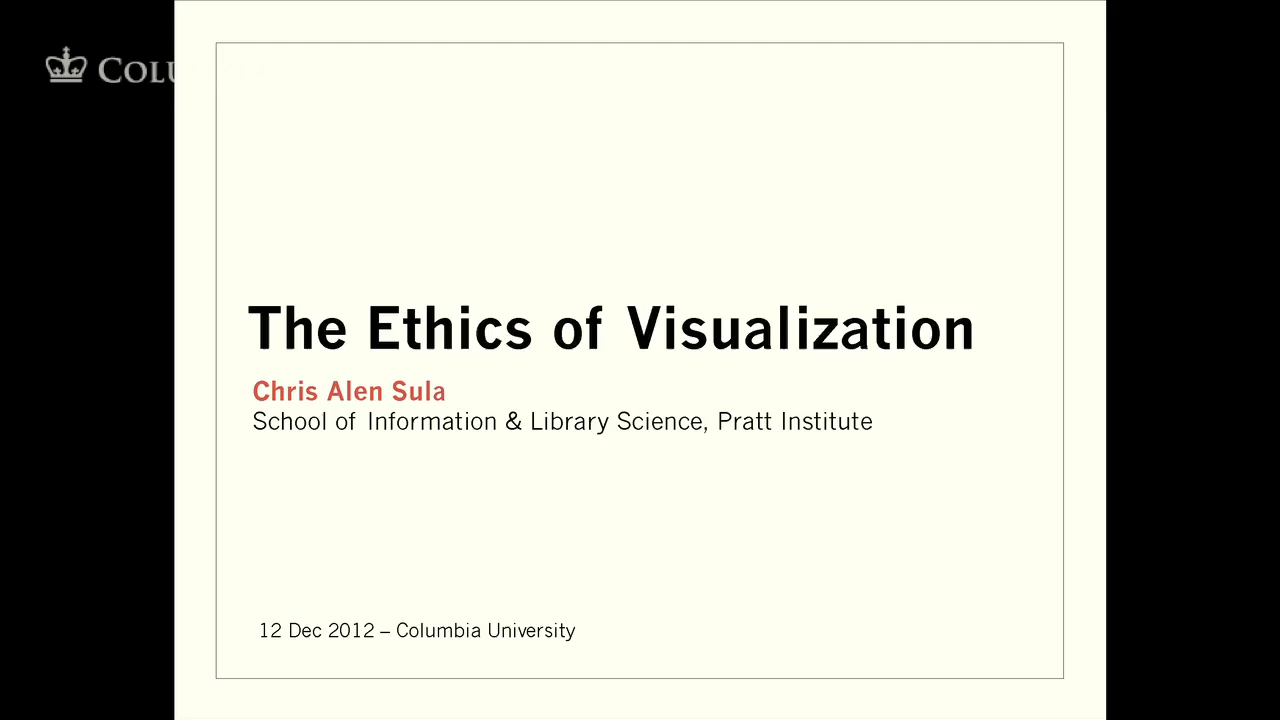 The Ethics of Visualization
Chris Alen Sula
School of Information & Library Science, Pratt Institute
12 Dec 2012 – Columbia University